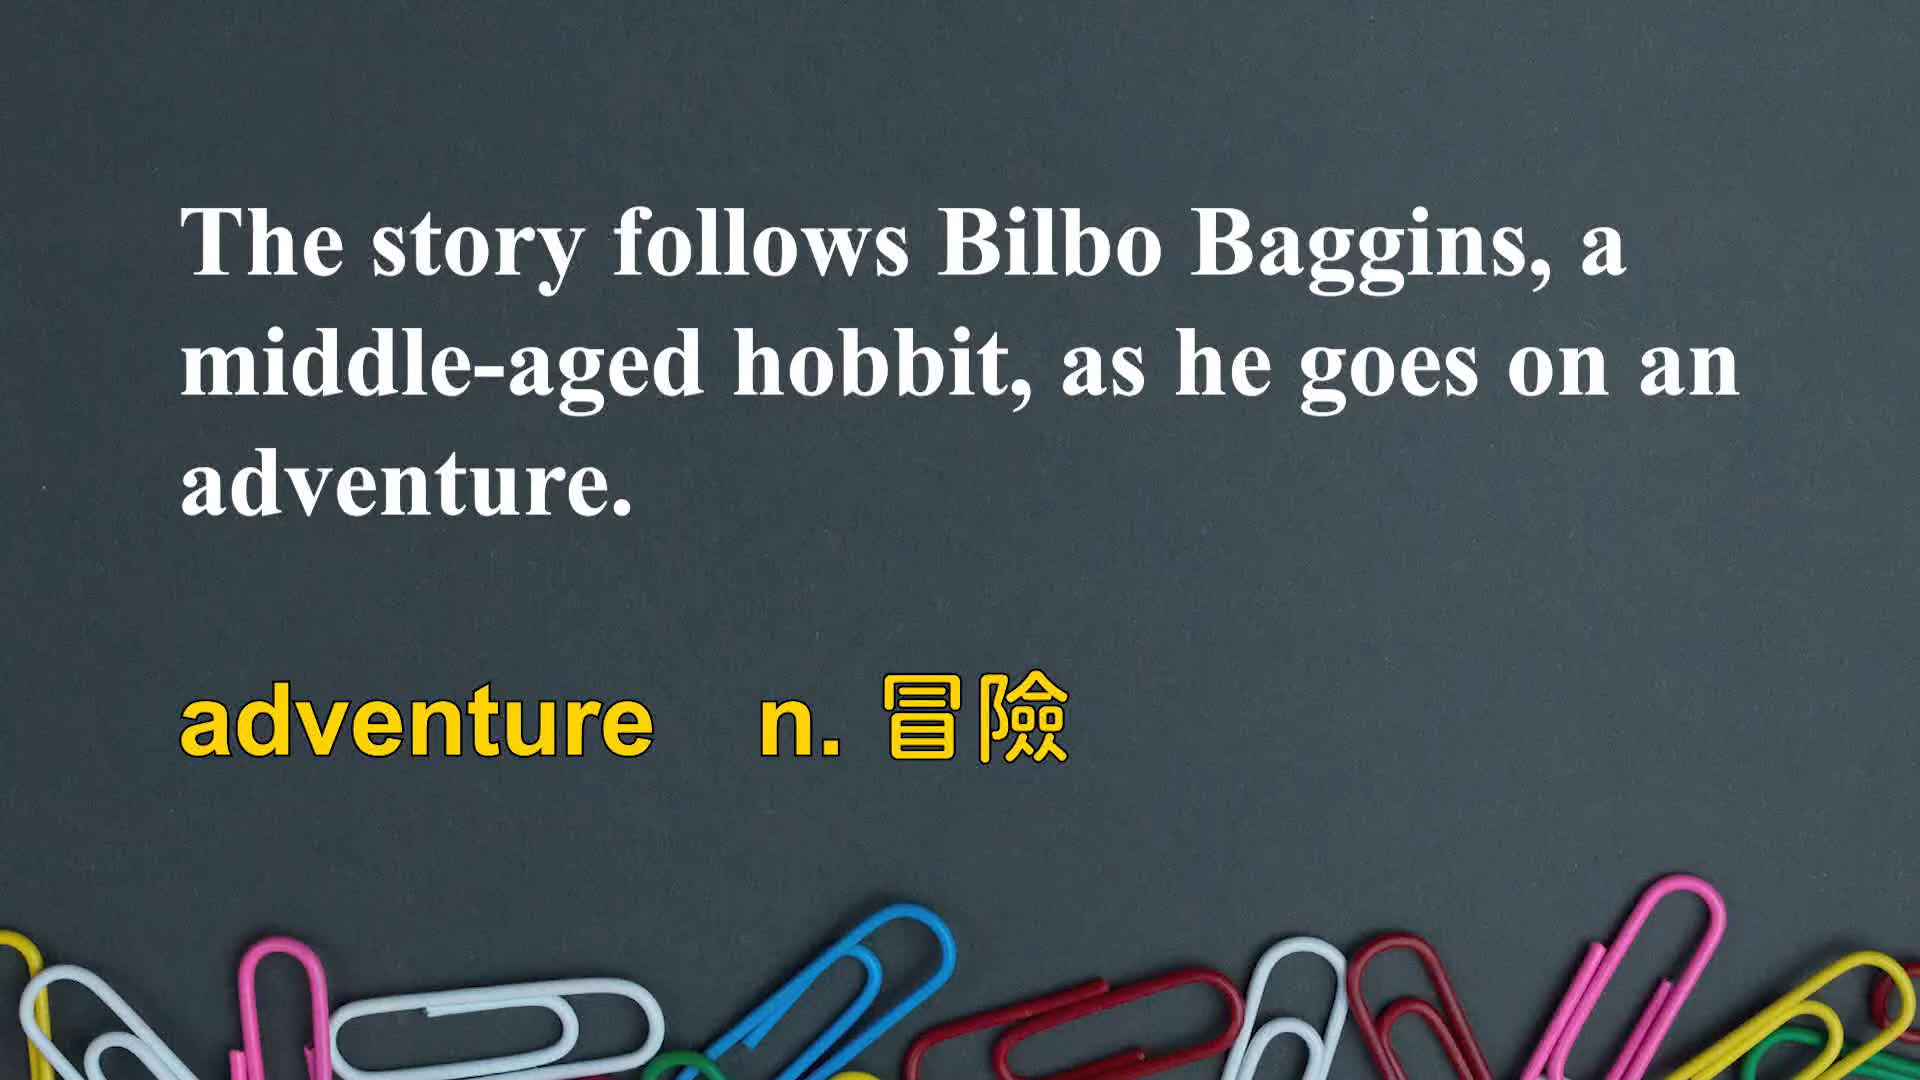 The story follows Bilbo Baggins, a
middle-aged hobbit, as he goes on an
adventure.
adventure n. 冒險